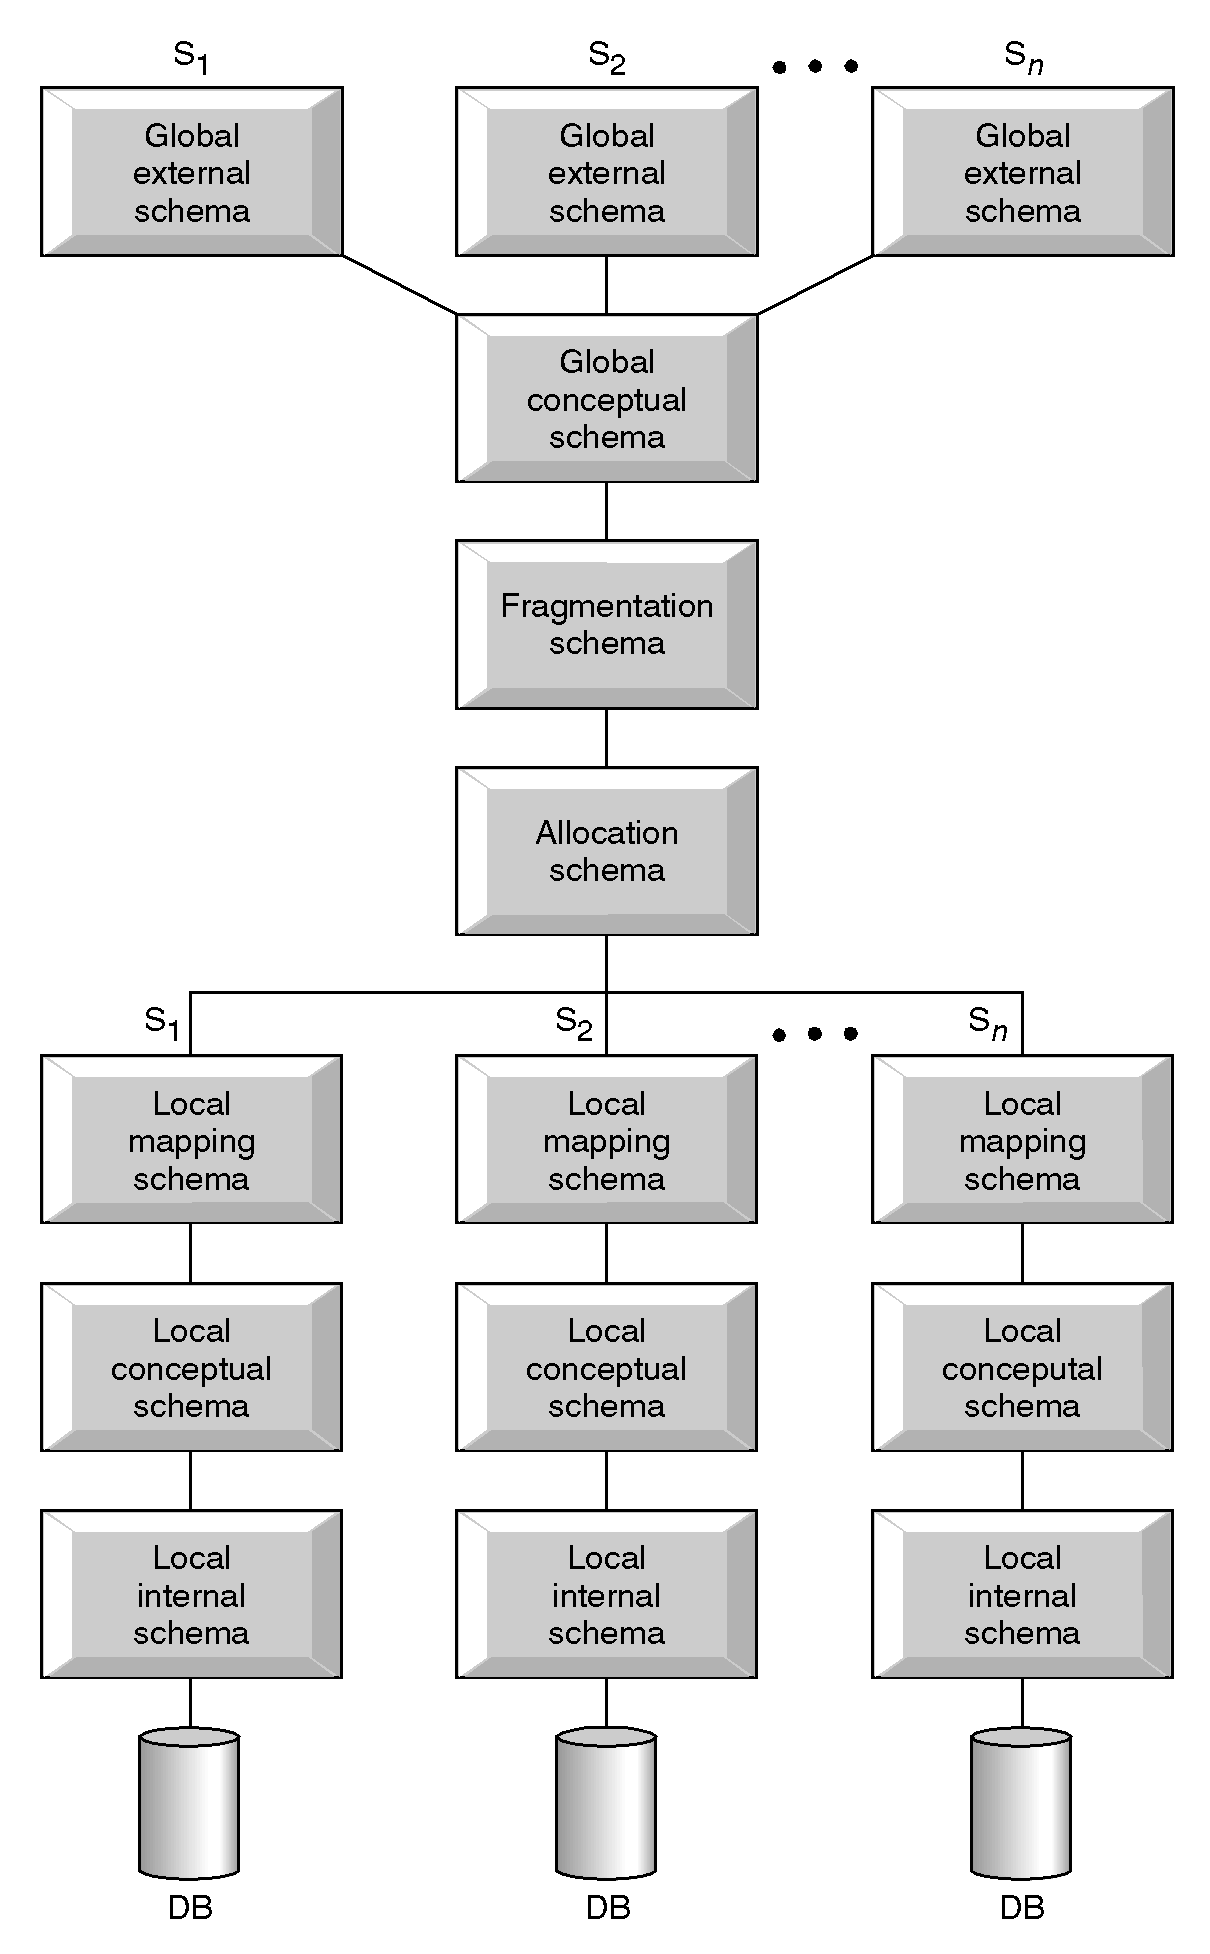 S1
S2
Sn
Global
external
schema
Global
external
schema
Global
external
schema
Global
conceptual
schema
Fragmentation
schema
Allocation
schema
S1
S2
Sn
Local
mapping
schema
Local
mapping
schema
Local
mapping
schema
Local
conceptual
schema
Local
conceptual
schema
Local
conceputal
schema
Local
internal
schema
Local
internal
schema
Local
internal
schema
DB
DB
DB